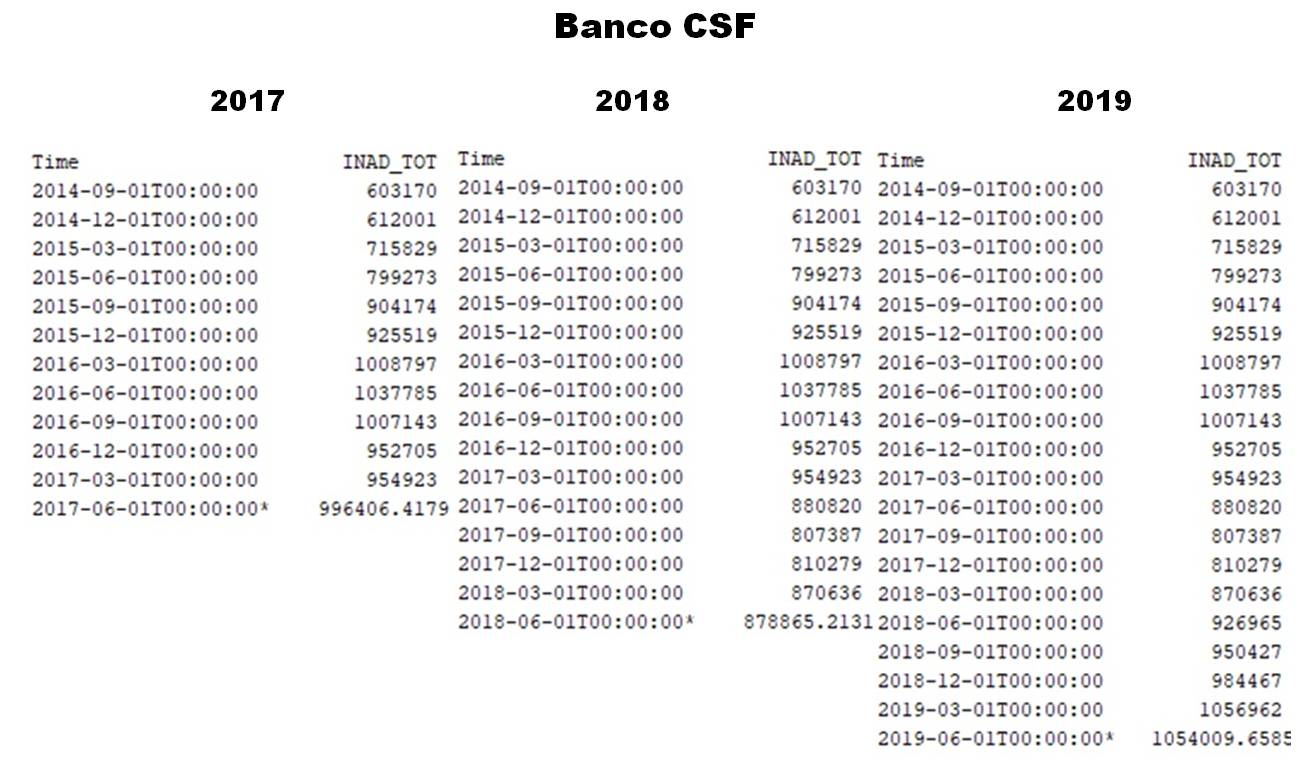 Banco CSF
2017
Time INAD_TOT
2014-09-01T00:00:00 603170
2014-12-01T00:00:00 612001
2015-03-01T00:00:00 715829
2015-06-01T00:00:00 799273
2015-09-01T00:00:00 904174
2015-12-01T00:00:00 925519
2016-03-01T00:00:00 1008797
2016-06-01T00:00:00 1037785
2016-09-01T00:00:00 1007143
2016-12-01T00:00:00 952705
2017-03-01T00:00:00 954923
2017-06-01T00:00:00* 996406.4179
2018
Time INAD_TOT
2014-09-01T00:00:00 603170
2014-12-01T00:00:00 612001
2015-03-01T00:00:00 715829
2015-06-01T00:00:00 799273
2015-09-01T00:00:00 904174
2015-12-01T00:00:00 925519
2016-03-01T00:00:00 1008797
2016-06-01T00:00:00 1037785
2016-09-01T00:00:00 1007143
2016-12-01T00:00:00 952705
2017-03-01T00:00:00 954923
2017-06-01T00:00:00 880820
2017-09-01T00:00:00 807387
2017-12-01T00:00:00 810279
2018-03-01T00:00:00 870636
2018-06-01T00:00:00* 878865.2131
2019
Time INAD_TOT
2014-09-01T00:00:00 603170
2014-12-01T00:00:00 612001
2015-03-01T00:00:00 715829
2015-06-01T00:00:00 799273
2015-09-01T00:00:00 904174
2015-12-01T00:00:00 925519
2016-03-01T00:00:00 1008797
2016-06-01T00:00:00 1037785
2016-09-01T00:00:00 1007143
2016-12-01T00:00:00 952705
2017-03-01T00:00:00 954923
2017-06-01T00:00:00 880820
2017-09-01T00:00:00 807387
2017-12-01T00:00:00 810279
2018-03-01T00:00:00 870636
2018-06-01T00:00:00 926965
2018-09-01T00:00:00 950427
2018-12-01T00:00:00 984467
2019-03-01T00:00:00 1056962
2019-06-01T00:00:00* 1054009.6585